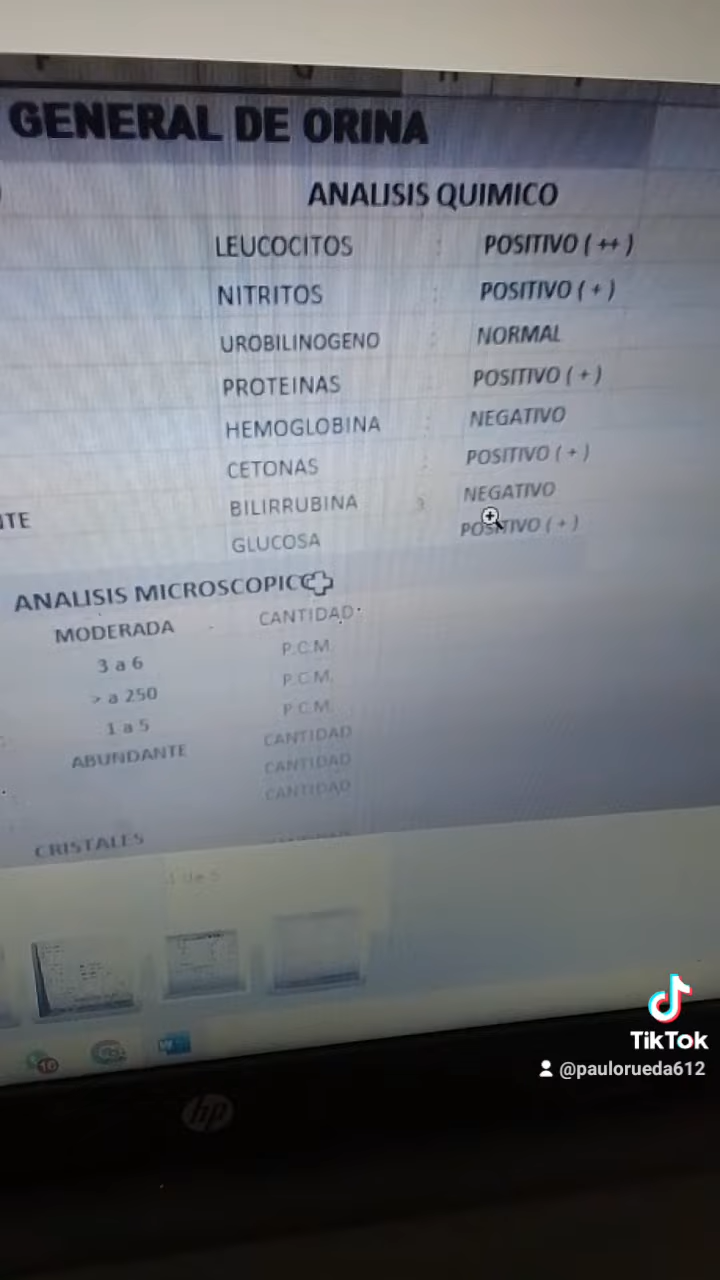 GENERAL DE ORINA
ANALISIS QUIMICO
LEUCOCITOS : POSITIVO ( ++ )
NITRITOS : POSITIVO ( + )
UROBILINOGENO : NORMAL
PROTEINAS : POSITIVO ( + )
HEMOGLOBINA : NEGATIVO
CETONAS : POSITIVO ( + )
BILIRRUBINA : NEGATIVO
GLUCOSA POSITIVO ( + )
ANALISIS MICROSCOPICO
MODERADA CANTIDAD
3 a 6 P.C.M.
> a 250 P.C.M.
1 a 5 P.C.M.
ABUNDANTE CANTIDAD
CANTIDAD
CANTIDAD
CRISTALES
hp
TikTok
@paulorueda612